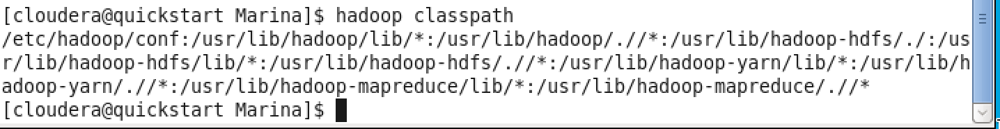 [cloudera@quickstart Marina]$ hadoop classpath
/etc/hadoop/conf:/usr/lib/hadoop/lib/*:/usr/lib/hadoop/.//*:/usr/lib/hadoop-hdfs/./:/us
r/lib/hadoop-hdfs/lib/*:/usr/lib/hadoop-hdfs/.//*:/usr/lib/hadoop-yarn/lib/*:/usr/lib/h
adoop-yarn/.//*:/usr/lib/hadoop-mapreduce/lib/*:/usr/lib/hadoop-mapreduce/.//*
[cloudera@quickstart Marina]$